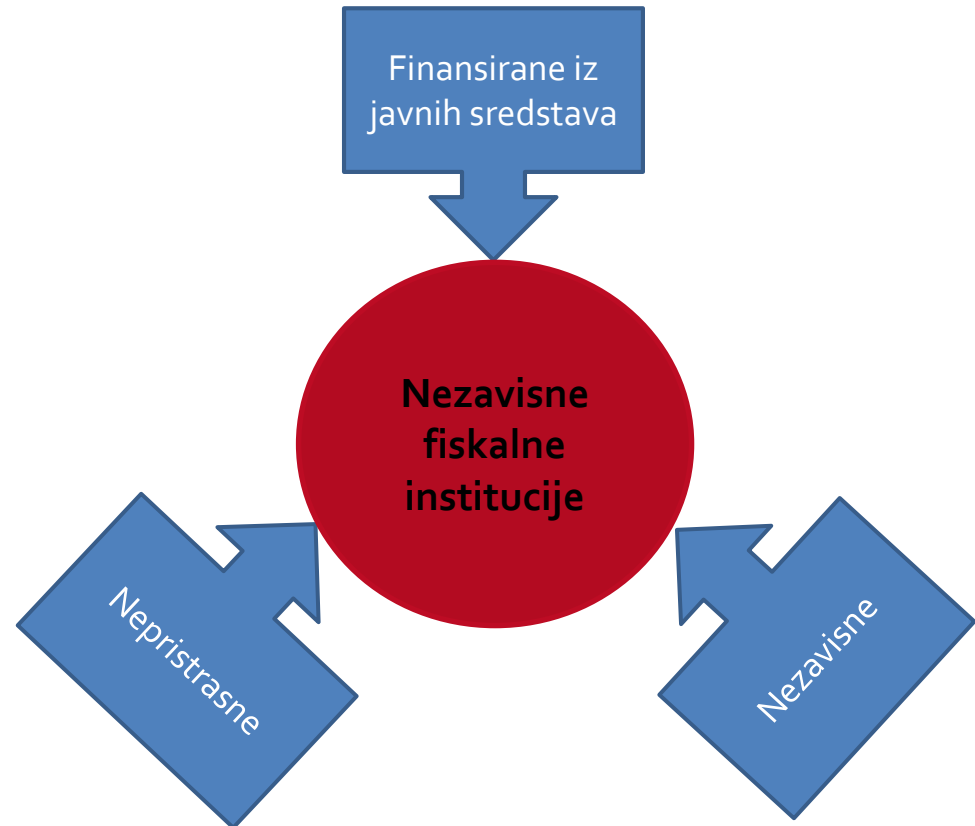 Finansirane iz
javnih sredstava
Nezavisne
fiskalne
institucije
Nepristrasne
Nezavisne